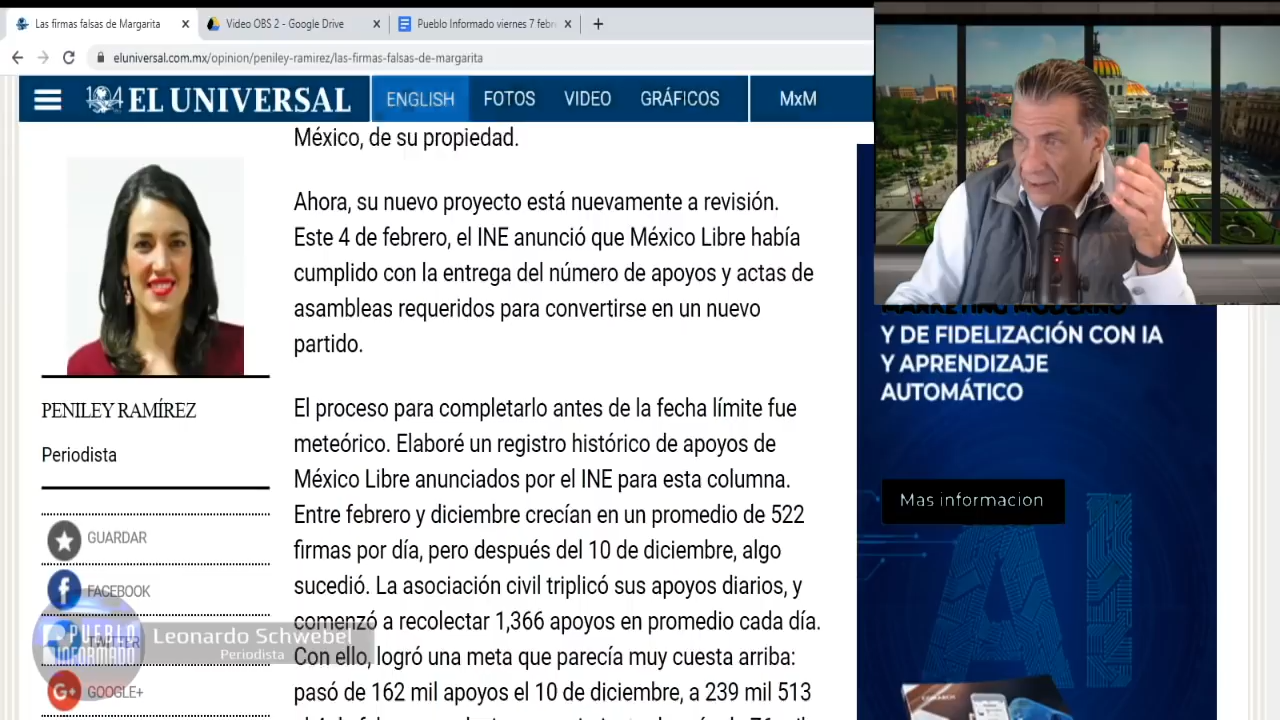 Las firmas falsas de Margarita
Video OBS 2 - Google Drive
Pueblo Informado viernes 7 febr
eluniversal.com.mx/opinion/peniley-ramirez/las-firmas-falsas-de-margarita
104 EL UNIVERSAL
ENGLISH
FOTOS
VIDEO
GRÁFICOS
MxM
México, de su propiedad.
Ahora, su nuevo proyecto está nuevamente a revisión.
Este 4 de febrero, el INE anunció que México Libre había
cumplido con la entrega del número de apoyos y actas de
asambleas requeridos para convertirse en un nuevo
partido.
El proceso para completarlo antes de la fecha límite fue
meteórico. Elaboré un registro histórico de apoyos de
México Libre anunciados por el INE para esta columna.
Entre febrero y diciembre crecían en un promedio de 522
firmas por día, pero después del 10 de diciembre, algo
sucedió. La asociación civil triplicó sus apoyos diarios, y
comenzó a recolectar 1,366 apoyos en promedio cada día.
Con ello, logró una meta que parecía muy cuesta arriba:
pasó de 162 mil apoyos el 10 de diciembre, a 239 mil 513
PENILEY RAMÍREZ
Periodista
GUARDAR
FACEBOOK
TWITTER
GOOGLE+
PUEBLO
INFORMADO
Leonardo Schwebel
Periodista
MARKETING MODERNO
Y DE FIDELIZACIÓN CON IA
Y APRENDIZAJE
AUTOMÁTICO
Mas informacion
AI